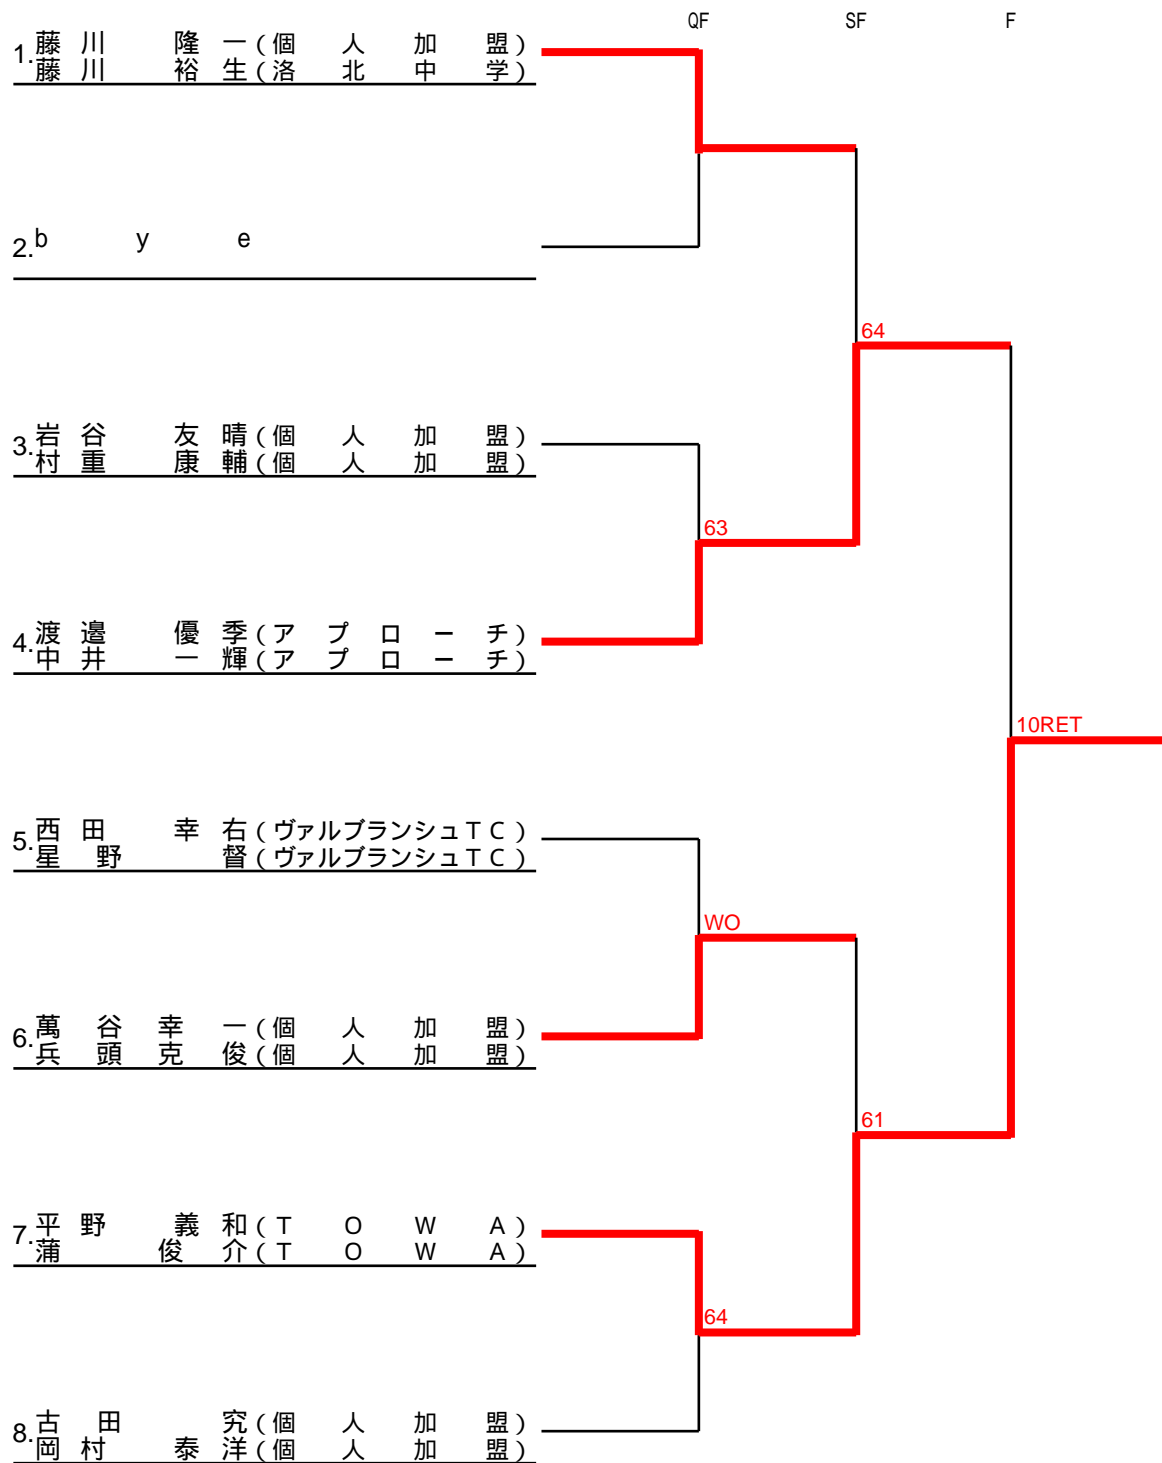 QF SF F
1. 藤川 隆一(個人加盟)
藤川 裕生(洛北中学)
2. bye
64
3. 岩谷 友晴(個人加盟)
村重 康輔(個人加盟)
63
4. 渡邉 優季(アプローチ)
中井 一輝(アプローチ)
10RET
5. 西田 幸右(ヴァルブランシュTC)
星野 督(ヴァルブランシュTC)
WO
6. 萬谷幸一(個人加盟)
兵頭克俊(個人加盟)
61
7. 平野 義和(TOWA)
蒲 俊介(TOWA)
64
8. 古田 究(個人加盟)
岡村 泰洋(個人加盟)